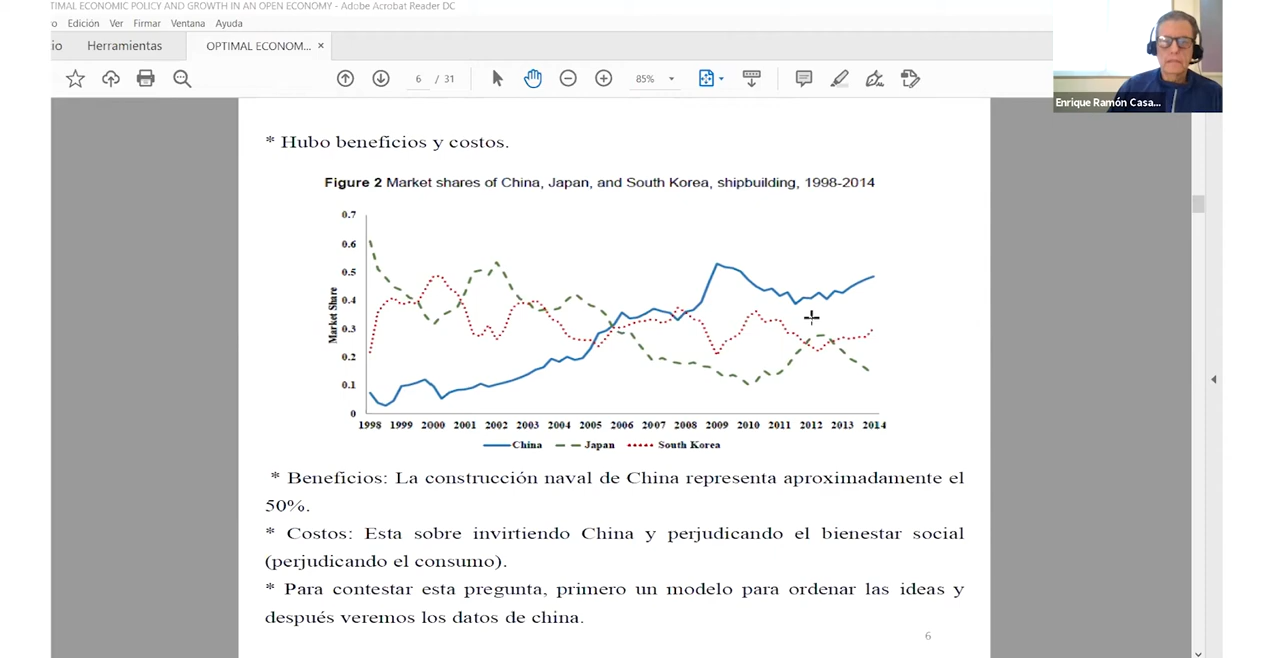 TIMAL ECONOMIC POLICY AND GROWTH IN AN OPEN ECONOMY - Adobe Acrobat Reader DC
o Edición Ver Firmar Ventana Ayuda
io Herramientas OPTIMAL ECONOM... ×
6 / 31 85%
Enrique Ramón Casa...
* Hubo beneficios y costos.
Figure 2 Market shares of China, Japan, and South Korea, shipbuilding, 1998-2014
Market Share
0.7
0.6
0.5
0.4
0.3
0.2
0.1
0
1998 1999 2000 2001 2002 2003 2004 2005 2006 2007 2008 2009 2010 2011 2012 2013 2014
China Japan South Korea
* Beneficios: La construcción naval de China representa aproximadamente el
50%.
* Costos: Esta sobre invirtiendo China y perjudicando el bienestar social
(perjudicando el consumo).
* Para contestar esta pregunta, primero un modelo para ordenar las ideas y
después veremos los datos de china.
6